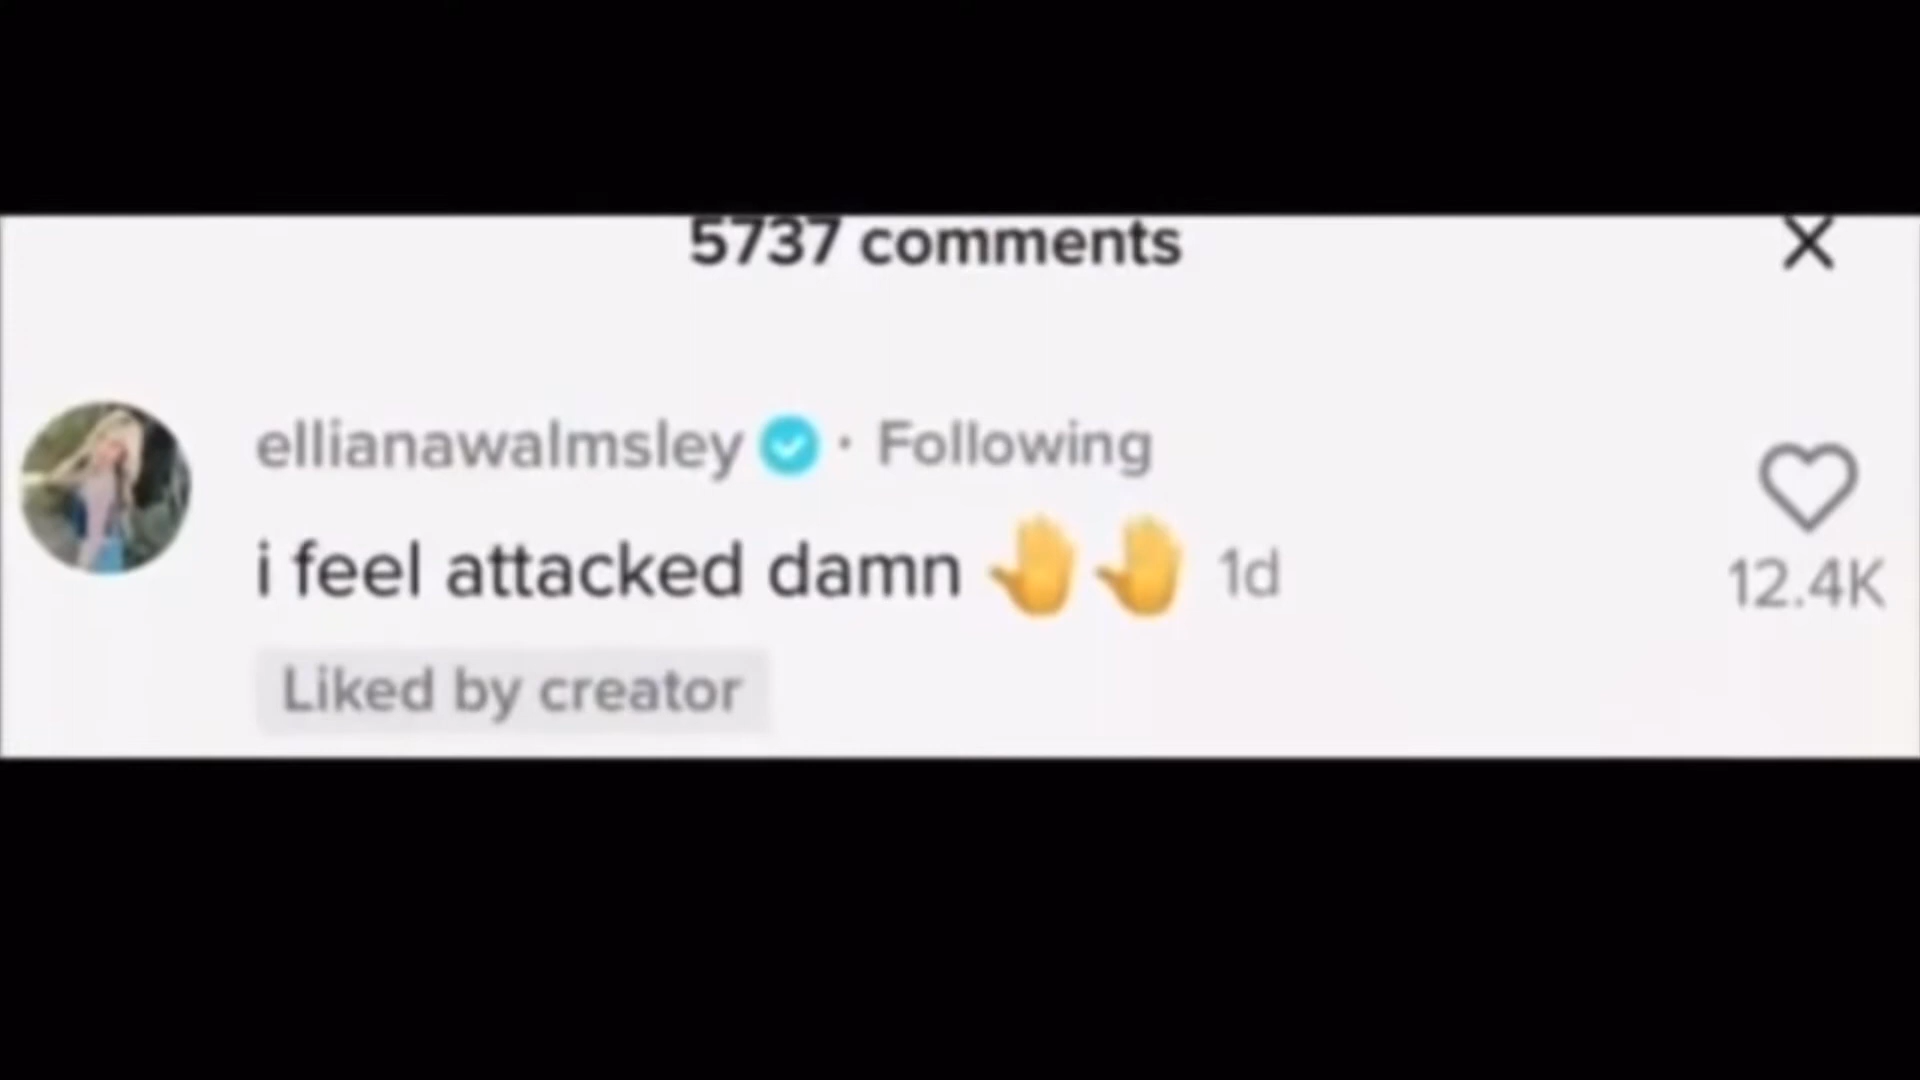 5737 comments
ellianawalmsley · Following
i feel attacked damn 🤚🤚 1d
12.4K
Liked by creator